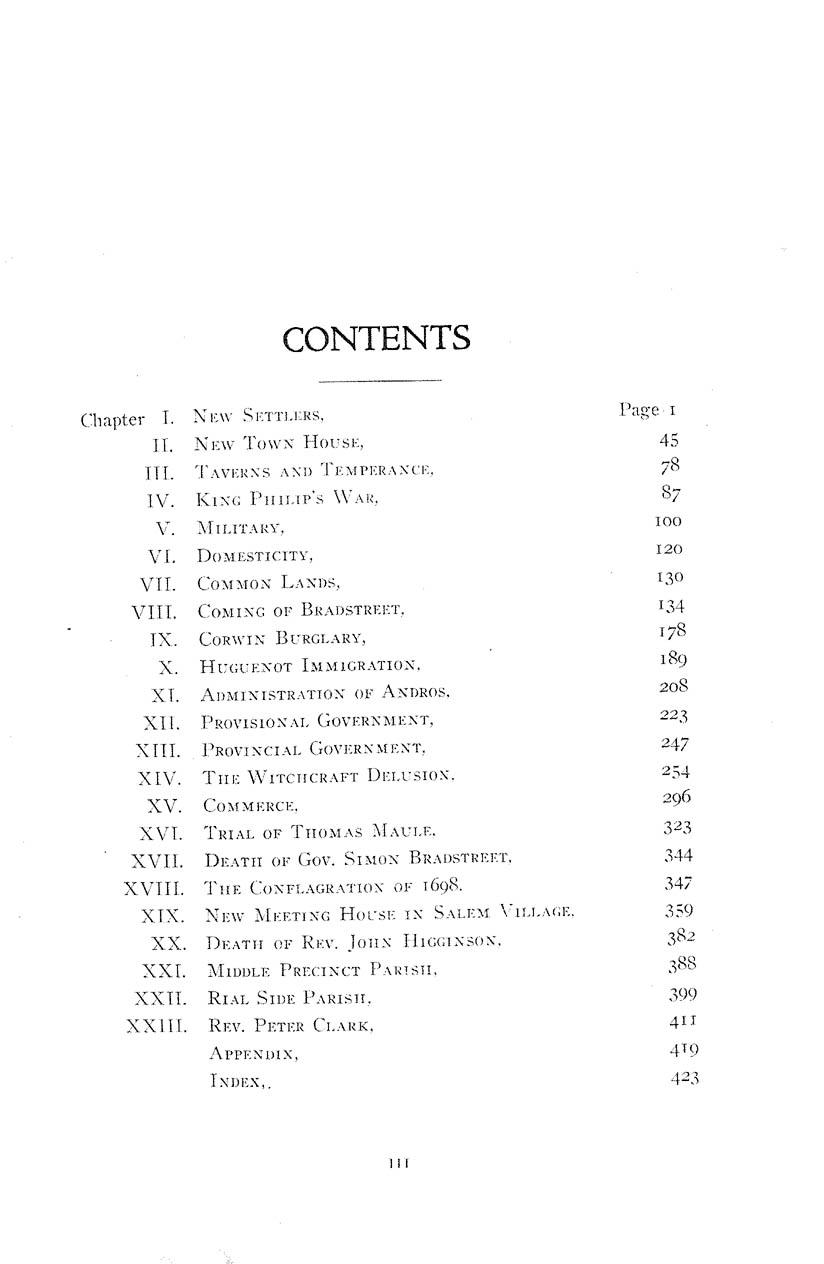 CONTENTS
Chapter I. New Settlers, Page 1
II. New Town House, 45
III. Taverns and Temperance, 78
IV. King Philip's War, 87
V. Military, 100
VI. Domesticity, 120
VII. Common Lands, 130
VIII. Coming of Bradstreet, 134
IX. Corwin Burglary, 178
X. Huguenot Immigration, 189
XI. Administration of Andros, 208
XII. Provisional Government, 223
XIII. Provincial Government, 247
XIV. The Witchcraft Delusion, 254
XV. Commerce, 296
XVI. Trial of Thomas Maule, 323
XVII. Death of Gov. Simon Bradstreet, 344
XVIII. The Conflagration of 1698. 347
XIX. New Meeting House in Salem Village, 359
XX. Death of Rev. John Higginson, 382
XXI. Middle Precinct Parish, 388
XXII. Rial Side Parish, 399
XXIII. Rev. Peter Clark, 411
Appendix, 419
Index,. 423
III